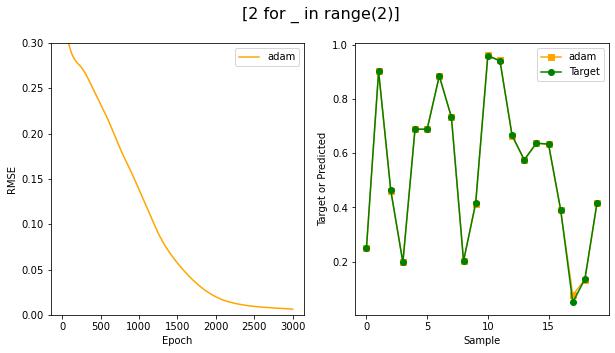 [2 for _ in range(2)]
0.30
0.25
0.20
0.15
0.10
0.05
0.00
RMSE
0 500 1000 1500 2000 2500 3000
Epoch
adam
1.0
0.8
0.6
0.4
0.2
Target or Predicted
0 5 10 15
Sample
adam
Target